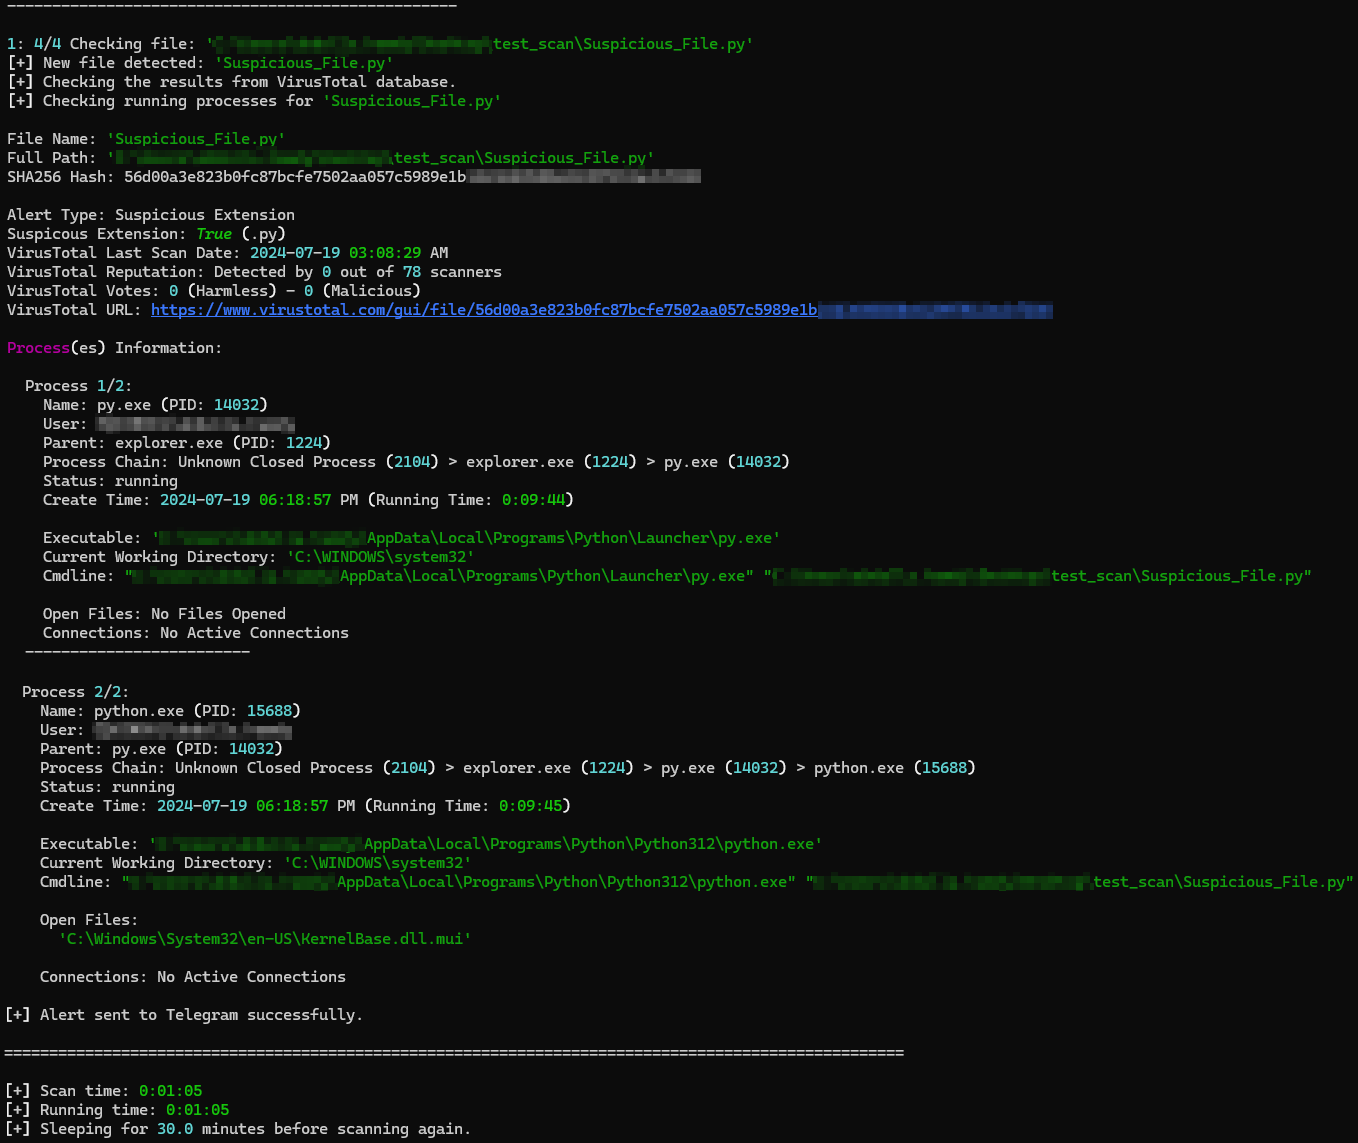 --------------------------------------------------
1: 4/4 Checking file: 'test_scan\Suspicious_File.py'
[+] New file detected: 'Suspicious_File.py'
[+] Checking the results from VirusTotal database.
[+] Checking running processes for 'Suspicious_File.py'
File Name: 'Suspicious_File.py'
Full Path: 'test_scan\Suspicious_File.py'
SHA256 Hash: 56d00a3e823b0fc87bcfe7502aa057c5989e1b
Alert Type: Suspicious Extension
Suspicous Extension: True (.py)
VirusTotal Last Scan Date: 2024-07-19 03:08:29 AM
VirusTotal Reputation: Detected by 0 out of 78 scanners
VirusTotal Votes: 0 (Harmless) - 0 (Malicious)
VirusTotal URL: https://www.virustotal.com/gui/file/56d00a3e823b0fc87bcfe7502aa057c5989e1b
Process(es) Information:
Process 1/2:
Name: py.exe (PID: 14032)
User:
Parent: explorer.exe (PID: 1224)
Process Chain: Unknown Closed Process (2104) > explorer.exe (1224) > py.exe (14032)
Status: running
Create Time: 2024-07-19 06:18:57 PM (Running Time: 0:09:44)
Executable: 'AppData\Local\Programs\Python\Launcher\py.exe'
Current Working Directory: 'C:\WINDOWS\system32'
Cmdline: "AppData\Local\Programs\Python\Launcher\py.exe" "test_scan\Suspicious_File.py"
Open Files: No Files Opened
Connections: No Active Connections
-------------------------
Process 2/2:
Name: python.exe (PID: 15688)
User:
Parent: py.exe (PID: 14032)
Process Chain: Unknown Closed Process (2104) > explorer.exe (1224) > py.exe (14032) > python.exe (15688)
Status: running
Create Time: 2024-07-19 06:18:57 PM (Running Time: 0:09:45)
Executable: 'AppData\Local\Programs\Python\Python312\python.exe'
Current Working Directory: 'C:\WINDOWS\system32'
Cmdline: "AppData\Local\Programs\Python\Python312\python.exe" "test_scan\Suspicious_File.py"
Open Files:
'C:\Windows\System32\en-US\KernelBase.dll.mui'
Connections: No Active Connections
[+] Alert sent to Telegram successfully.
====================================================================================================
[+] Scan time: 0:01:05
[+] Running time: 0:01:05
[+] Sleeping for 30.0 minutes before scanning again.